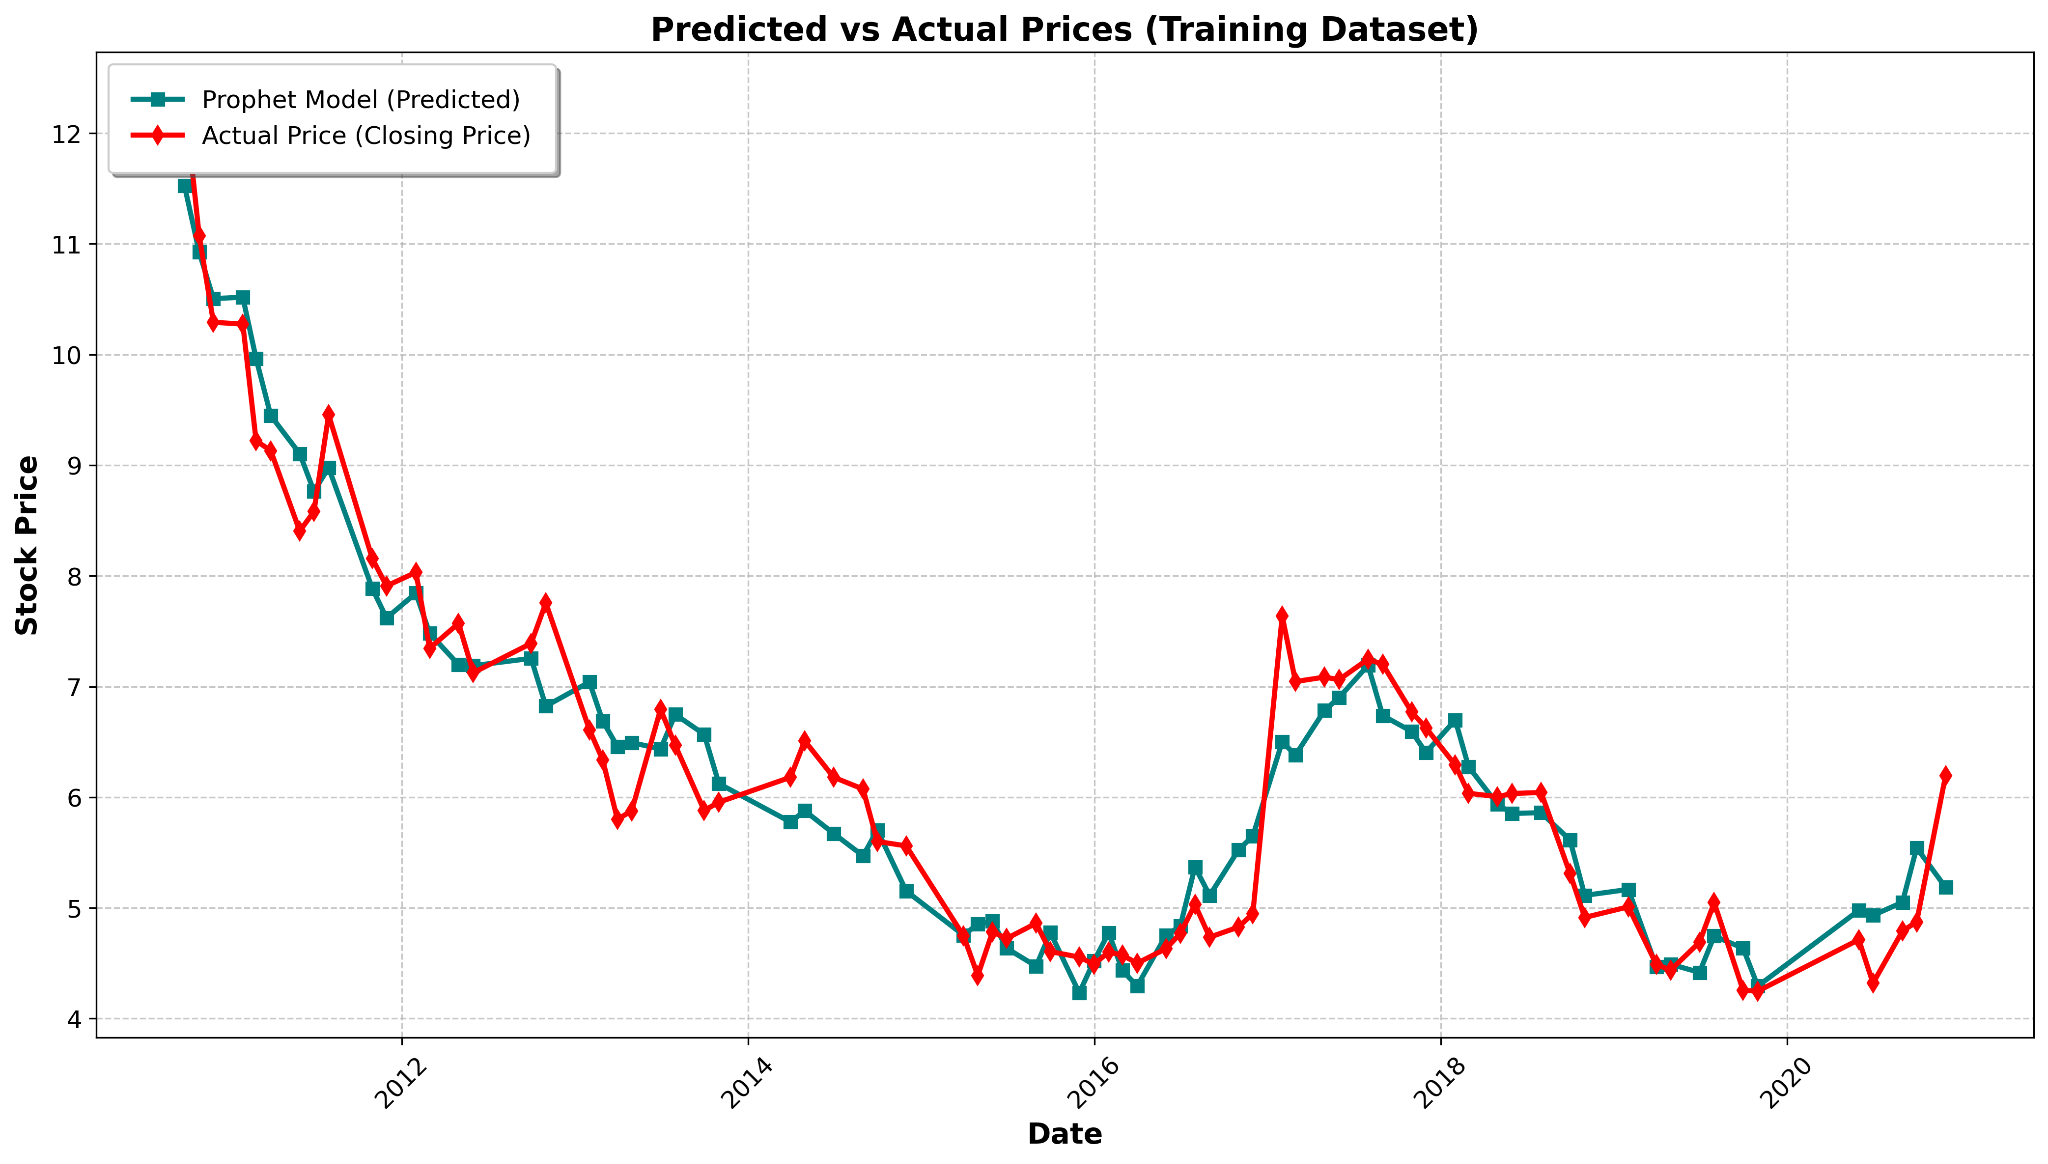 Predicted vs Actual Prices (Training Dataset)
Prophet Model (Predicted)
Actual Price (Closing Price)
12
11
10
9
8
7
6
5
4
Stock Price
2012
2014
2016
2018
2020
Date